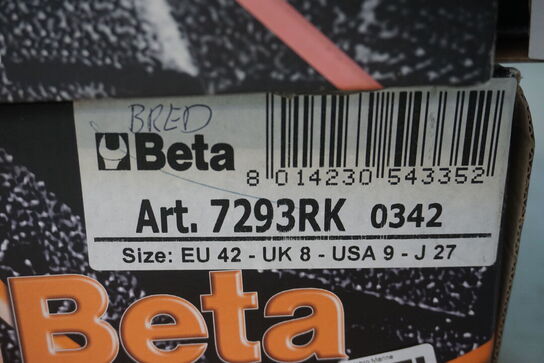 BRED
Beta
8 014230 543352
Art. 7293RK 0342
Size: EU 42 - UK 8 - USA 9 - J 27
Beta